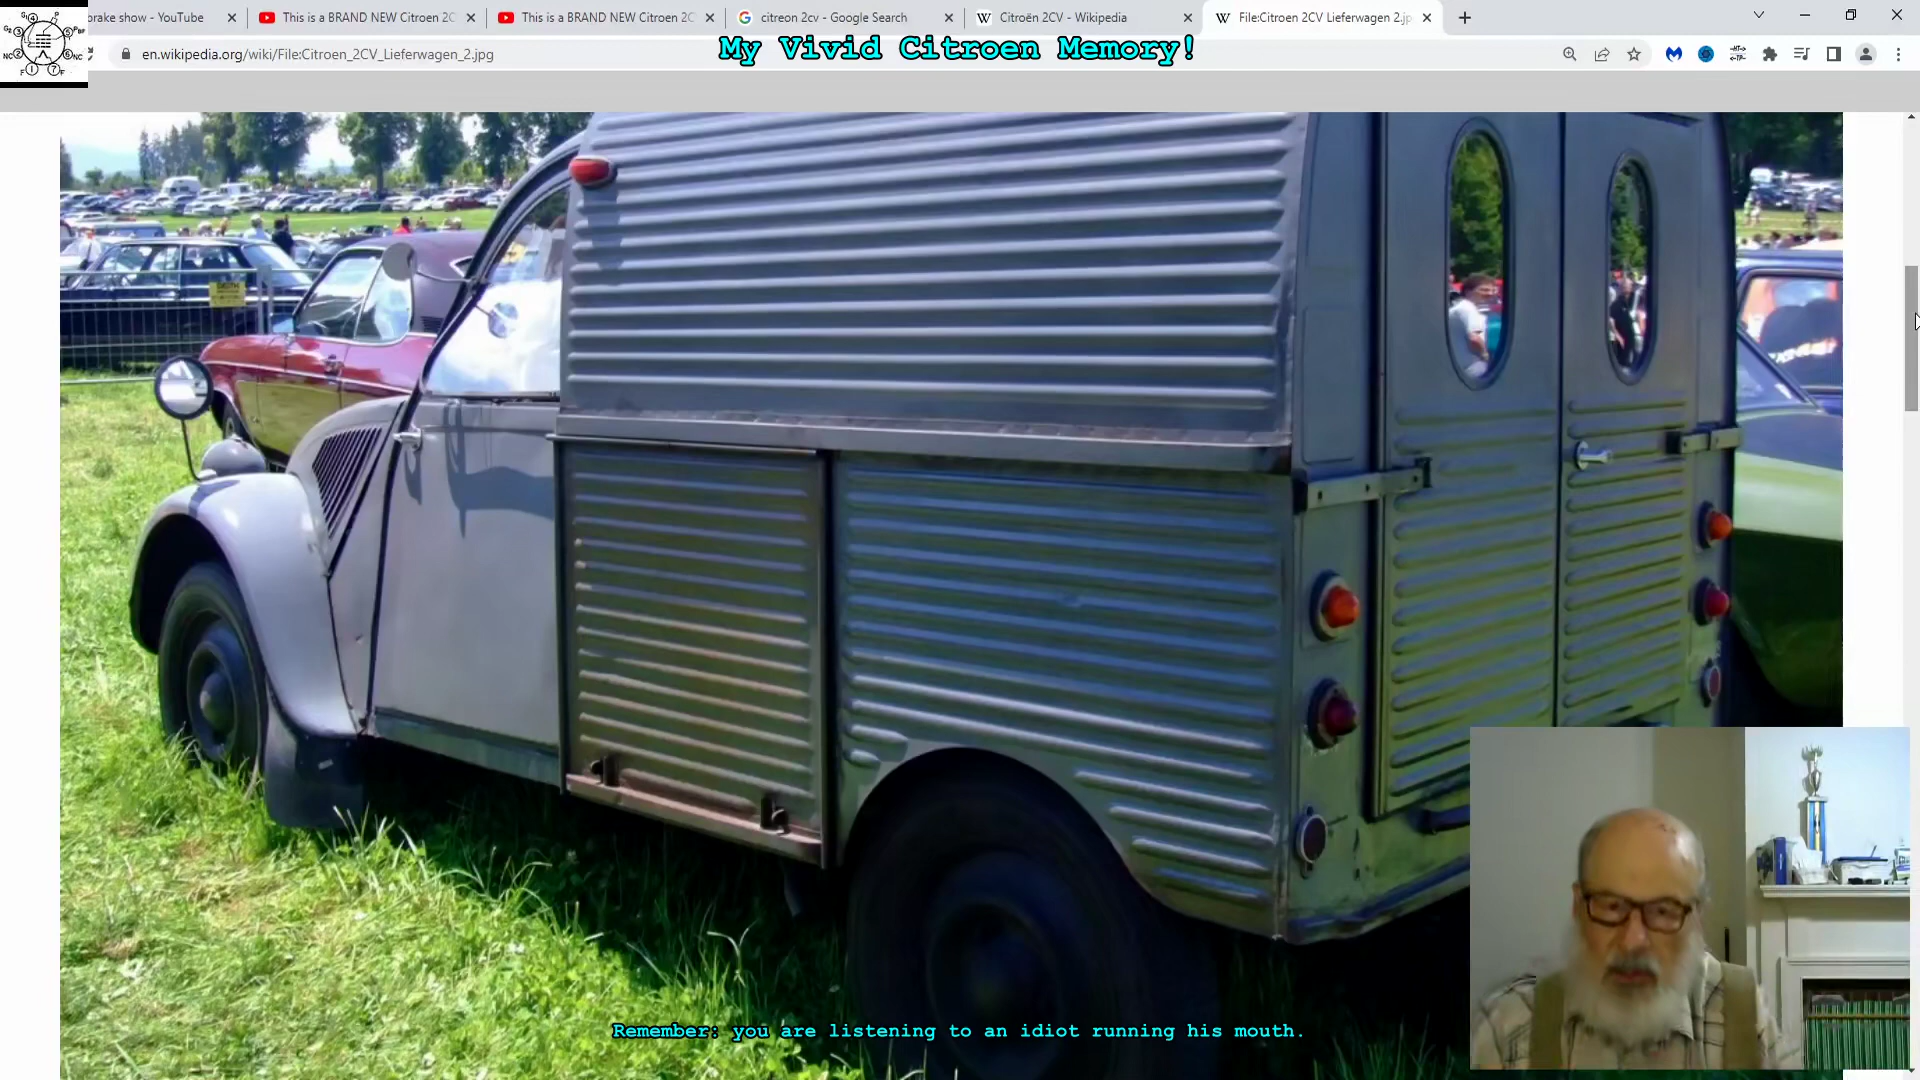 brake show - YouTube
This is a BRAND NEW Citroen 2C
This is a BRAND NEW Citroen 2C
citreon 2cv - Google Search
Citroën 2CV - Wikipedia
File:Citroen 2CV Lieferwagen 2.jp
en.wikipedia.org/wiki/File:Citroen_2CV_Lieferwagen_2.jpg
My Vivid Citroen Memory!
Remember: you are listening to an idiot running his mouth.